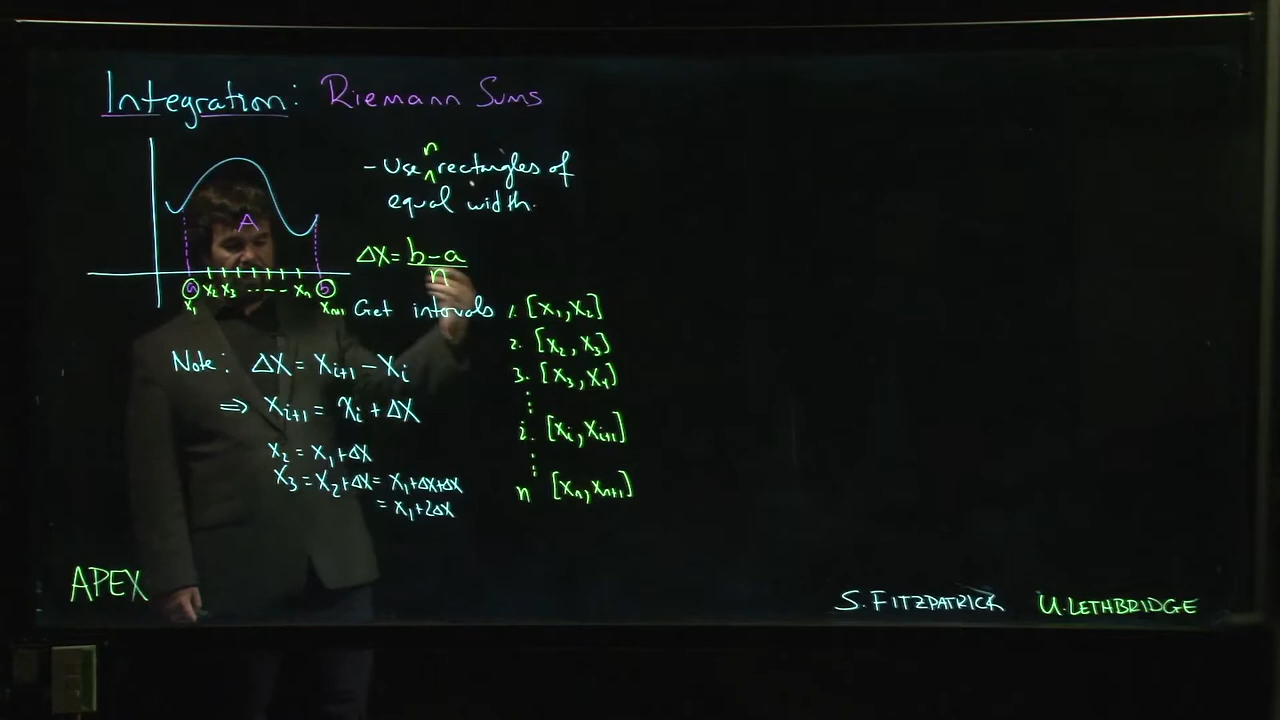 Integration: Riemann Sums
- Use n rectangles of
equal width.
A
Δx = b-a
n
a x₂ x₃ ----- xₙ b
x₁ xₙ₊₁
Get intervals 1. [x₁, x₂]
2. [x₂, x₃]
3. [x₃, x₄]
⋮
i. [xᵢ, xᵢ₊₁]
⋮
n [xₙ, xₙ₊₁]
Note: Δx = xᵢ₊₁ - xᵢ
⇒ xᵢ₊₁ = xᵢ + Δx
x₂ = x₁ + Δx
x₃ = x₂ + Δx = x₁ + Δx + Δx
= x₁ + 2Δx
APEX
S. FITZPATRICK U. LETHBRIDGE